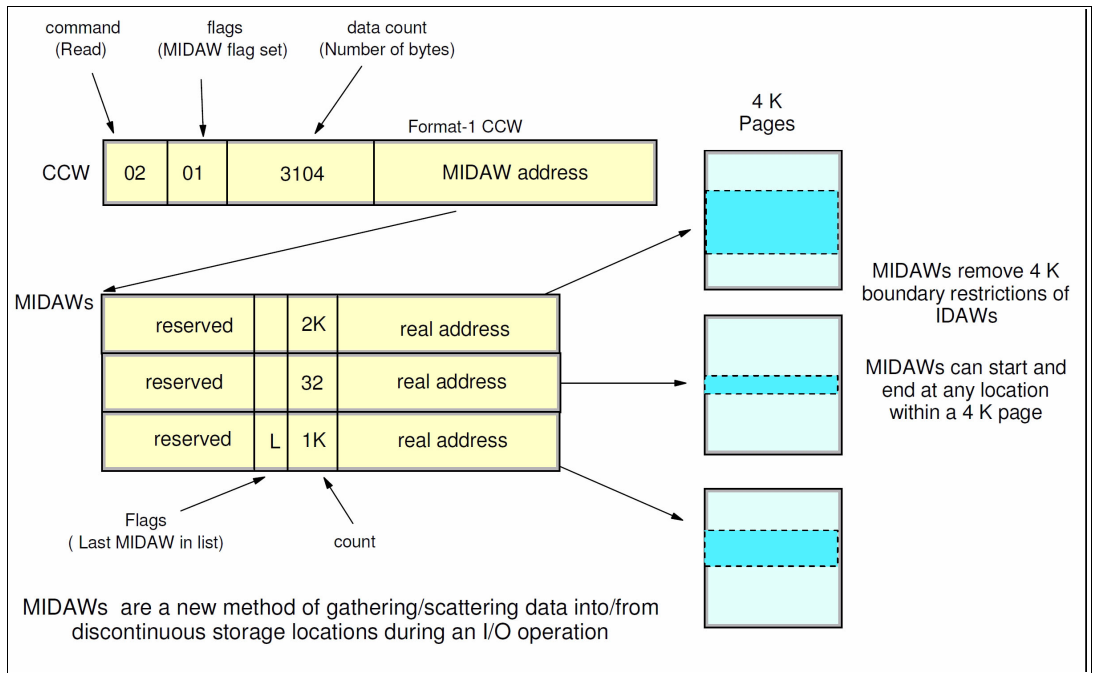 command
(Read)
flags
(MIDAW flag set)
data count
(Number of bytes)
Format-1 CCW
CCW
02
01
3104
MIDAW address
4 K
Pages
MIDAWs
reserved
2K
real address
reserved
32
real address
reserved
L
1K
real address
Flags
( Last MIDAW in list)
count
MIDAWs remove 4 K
boundary restrictions of
IDAWs
MIDAWs can start and
end at any location
within a 4 K page
MIDAWs are a new method of gathering/scattering data into/from
discontinuous storage locations during an I/O operation